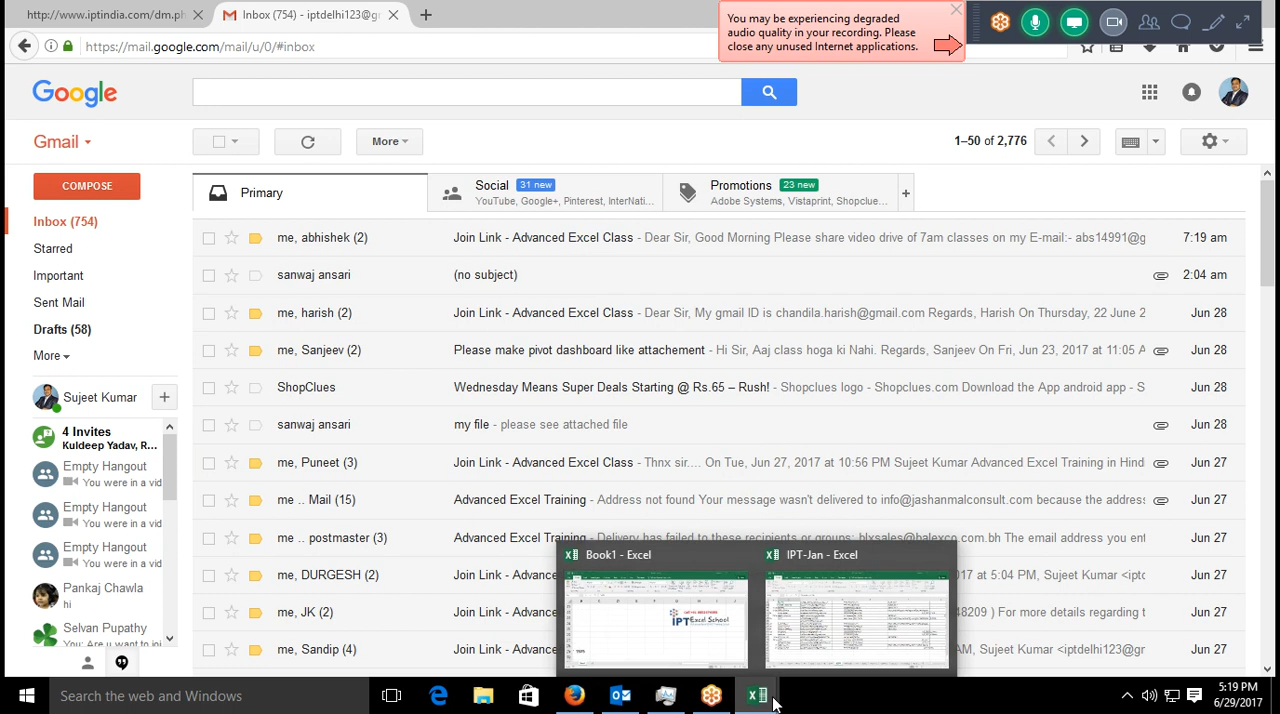 http://www.iptindia.com/dm.ph
Inbox (754) - iptdelhi123@gr
You may be experiencing degraded
audio quality in your recording. Please
close any unused Internet applications.
https://mail.google.com/mail/u/0/#inbox
Google
Gmail
More
1–50 of 2,776
COMPOSE
Primary
Social 31 new
YouTube, Google+, Pinterest, InterNati...
Promotions 23 new
Adobe Systems, Vistaprint, Shopclue...
Inbox (754)
Starred
Important
Sent Mail
Drafts (58)
More
Sujeet Kumar
4 Invites
Kuldeep Yadav, R...
Empty Hangout
You were in a vid
Empty Hangout
You were in a vid
Empty Hangout
You were in a vid
Pankaj Chawla
hi
Selvan Pupathy
me, abhishek (2) Join Link - Advanced Excel Class - Dear Sir, Good Morning Please share video drive of 7am classes on my E-mail:- abs14991@g 7:19 am
sanwaj ansari (no subject) 2:04 am
me, harish (2) Join Link - Advanced Excel Class - Dear Sir, My gmail ID is chandila.harish@gmail.com Regards, Harish On Thursday, 22 June 2 Jun 28
me, Sanjeev (2) Please make pivot dashboard like attachement - Hi Sir, Aaj class hoga ki Nahi. Regards, Sanjeev On Fri, Jun 23, 2017 at 11:05 A Jun 28
ShopClues Wednesday Means Super Deals Starting @ Rs.65 – Rush! - Shopclues logo - Shopclues.com Download the App android app - S Jun 28
sanwaj ansari my file - please see attached file Jun 28
me, Puneet (3) Join Link - Advanced Excel Class - Thnx sir.... On Tue, Jun 27, 2017 at 10:56 PM Sujeet Kumar Advanced Excel Training in Hind Jun 27
me .. Mail (15) Advanced Excel Training - Address not found Your message wasn't delivered to info@jashanmalconsult.com because the address Jun 27
me .. postmaster (3) Advanced Excel Training - Delivery has failed to these recipients or groups: blxsales@balexco.com.bh The email address you ent Jun 27
me, DURGESH (2) Join Link - Advanced Excel Class 017 at 5:04 PM, Sujeet Kumar <iptc Jun 27
me, JK (2) Join Link - Advanced Excel Class 48209 ) For more details regarding t Jun 27
me, Sandip (4) Join Link - Advanced Excel Class AM, Sujeet Kumar <iptdelhi123@gr Jun 27
Book1 - Excel
IPT-Jan - Excel
IPT Excel School
Search the web and Windows
5:19 PM
6/29/2017